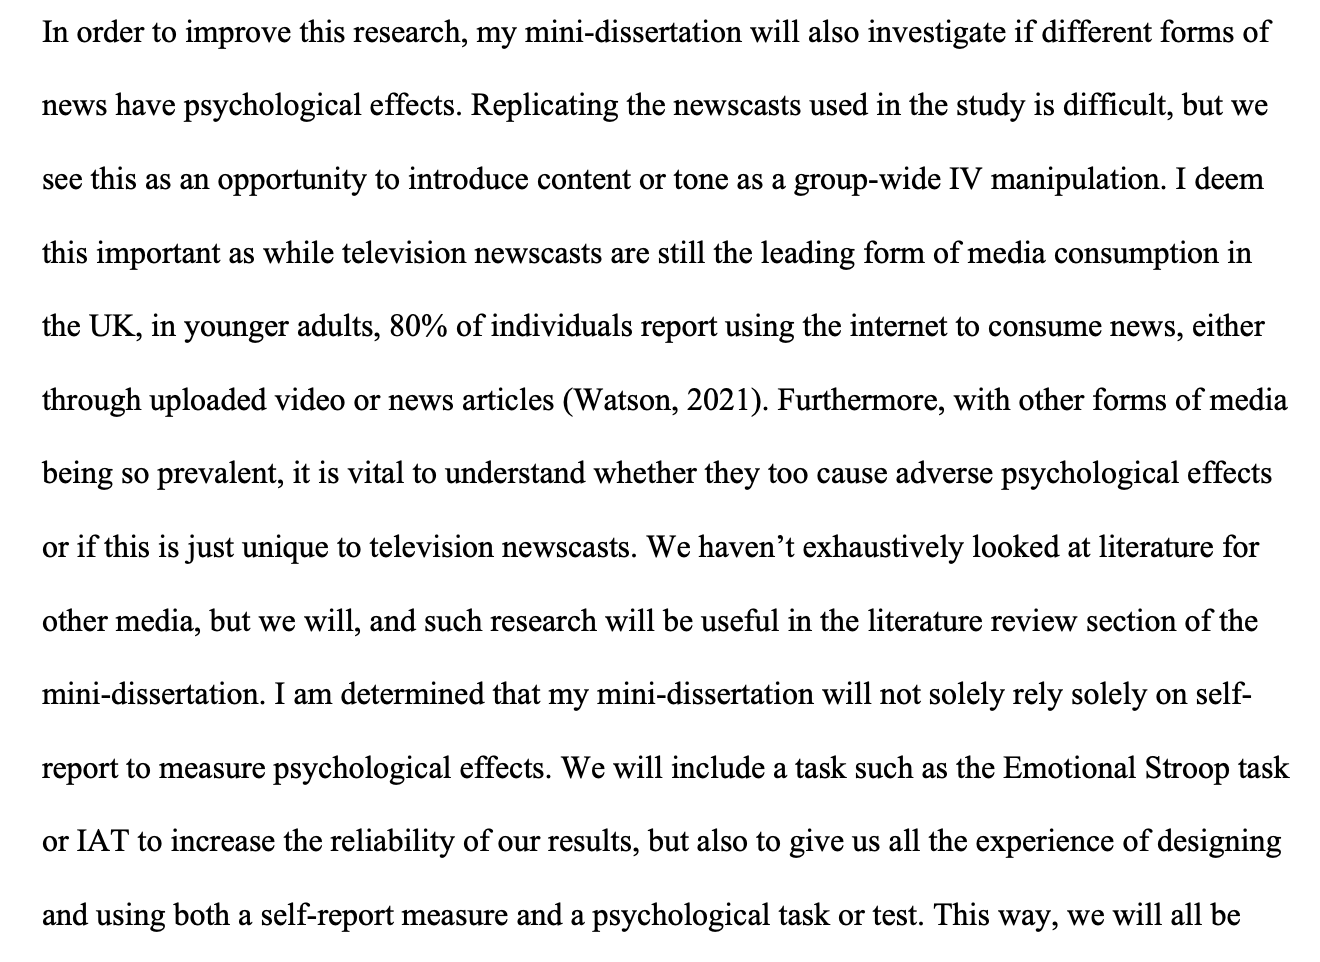 In order to improve this research, my mini-dissertation will also investigate if different forms of
news have psychological effects. Replicating the newscasts used in the study is difficult, but we
see this as an opportunity to introduce content or tone as a group-wide IV manipulation. I deem
this important as while television newscasts are still the leading form of media consumption in
the UK, in younger adults, 80% of individuals report using the internet to consume news, either
through uploaded video or news articles (Watson, 2021). Furthermore, with other forms of media
being so prevalent, it is vital to understand whether they too cause adverse psychological effects
or if this is just unique to television newscasts. We haven’t exhaustively looked at literature for
other media, but we will, and such research will be useful in the literature review section of the
mini-dissertation. I am determined that my mini-dissertation will not solely rely solely on self-
report to measure psychological effects. We will include a task such as the Emotional Stroop task
or IAT to increase the reliability of our results, but also to give us all the experience of designing
and using both a self-report measure and a psychological task or test. This way, we will all be